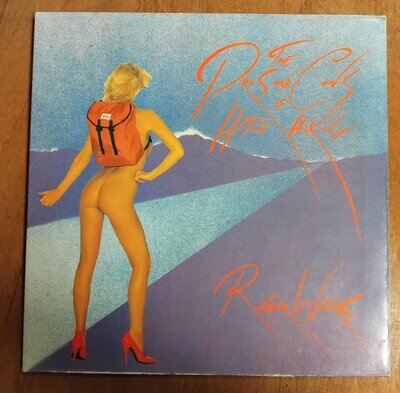 THE
PROS AND CONS
OF
HITCH HIKING
ROGER WATERS